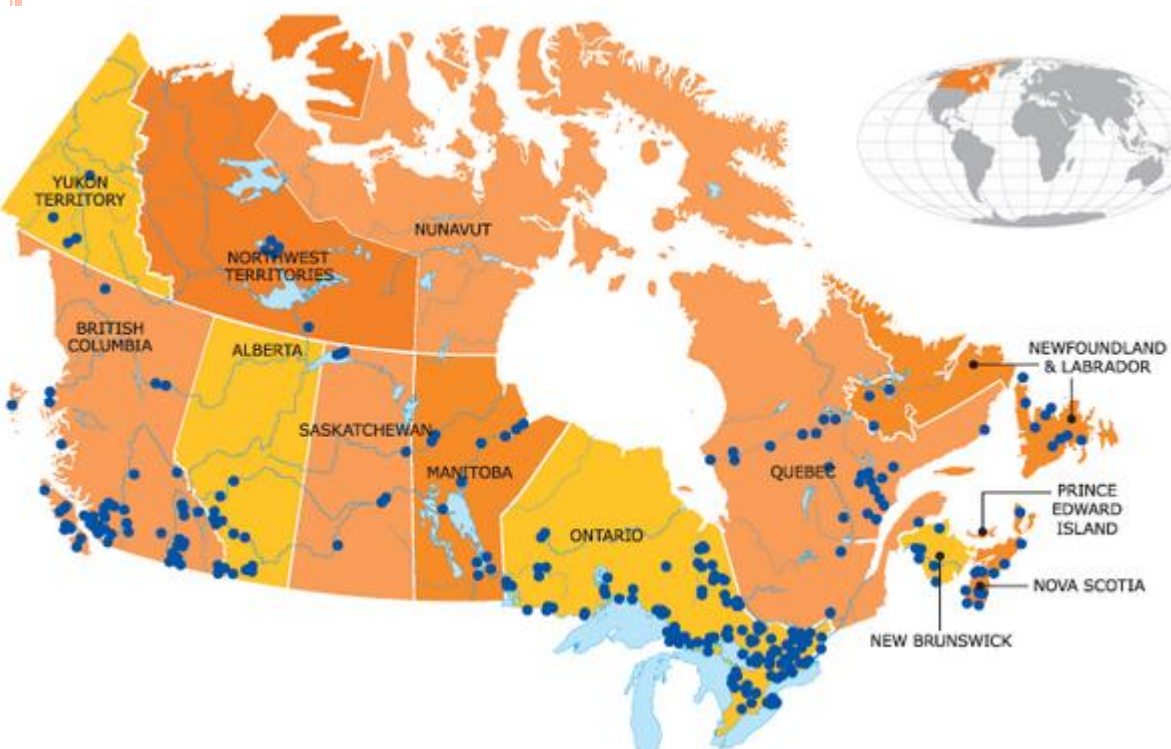 YUKON
TERRITORY
NUNAVUT
NORTHWEST
TERRITORIES
BRITISH
COLUMBIA
ALBERTA
NEWFOUNDLAND
& LABRADOR
SASKATCHEWAN
MANITOBA
QUEBEC
PRINCE
EDWARD
ISLAND
ONTARIO
NOVA SCOTIA
NEW BRUNSWICK